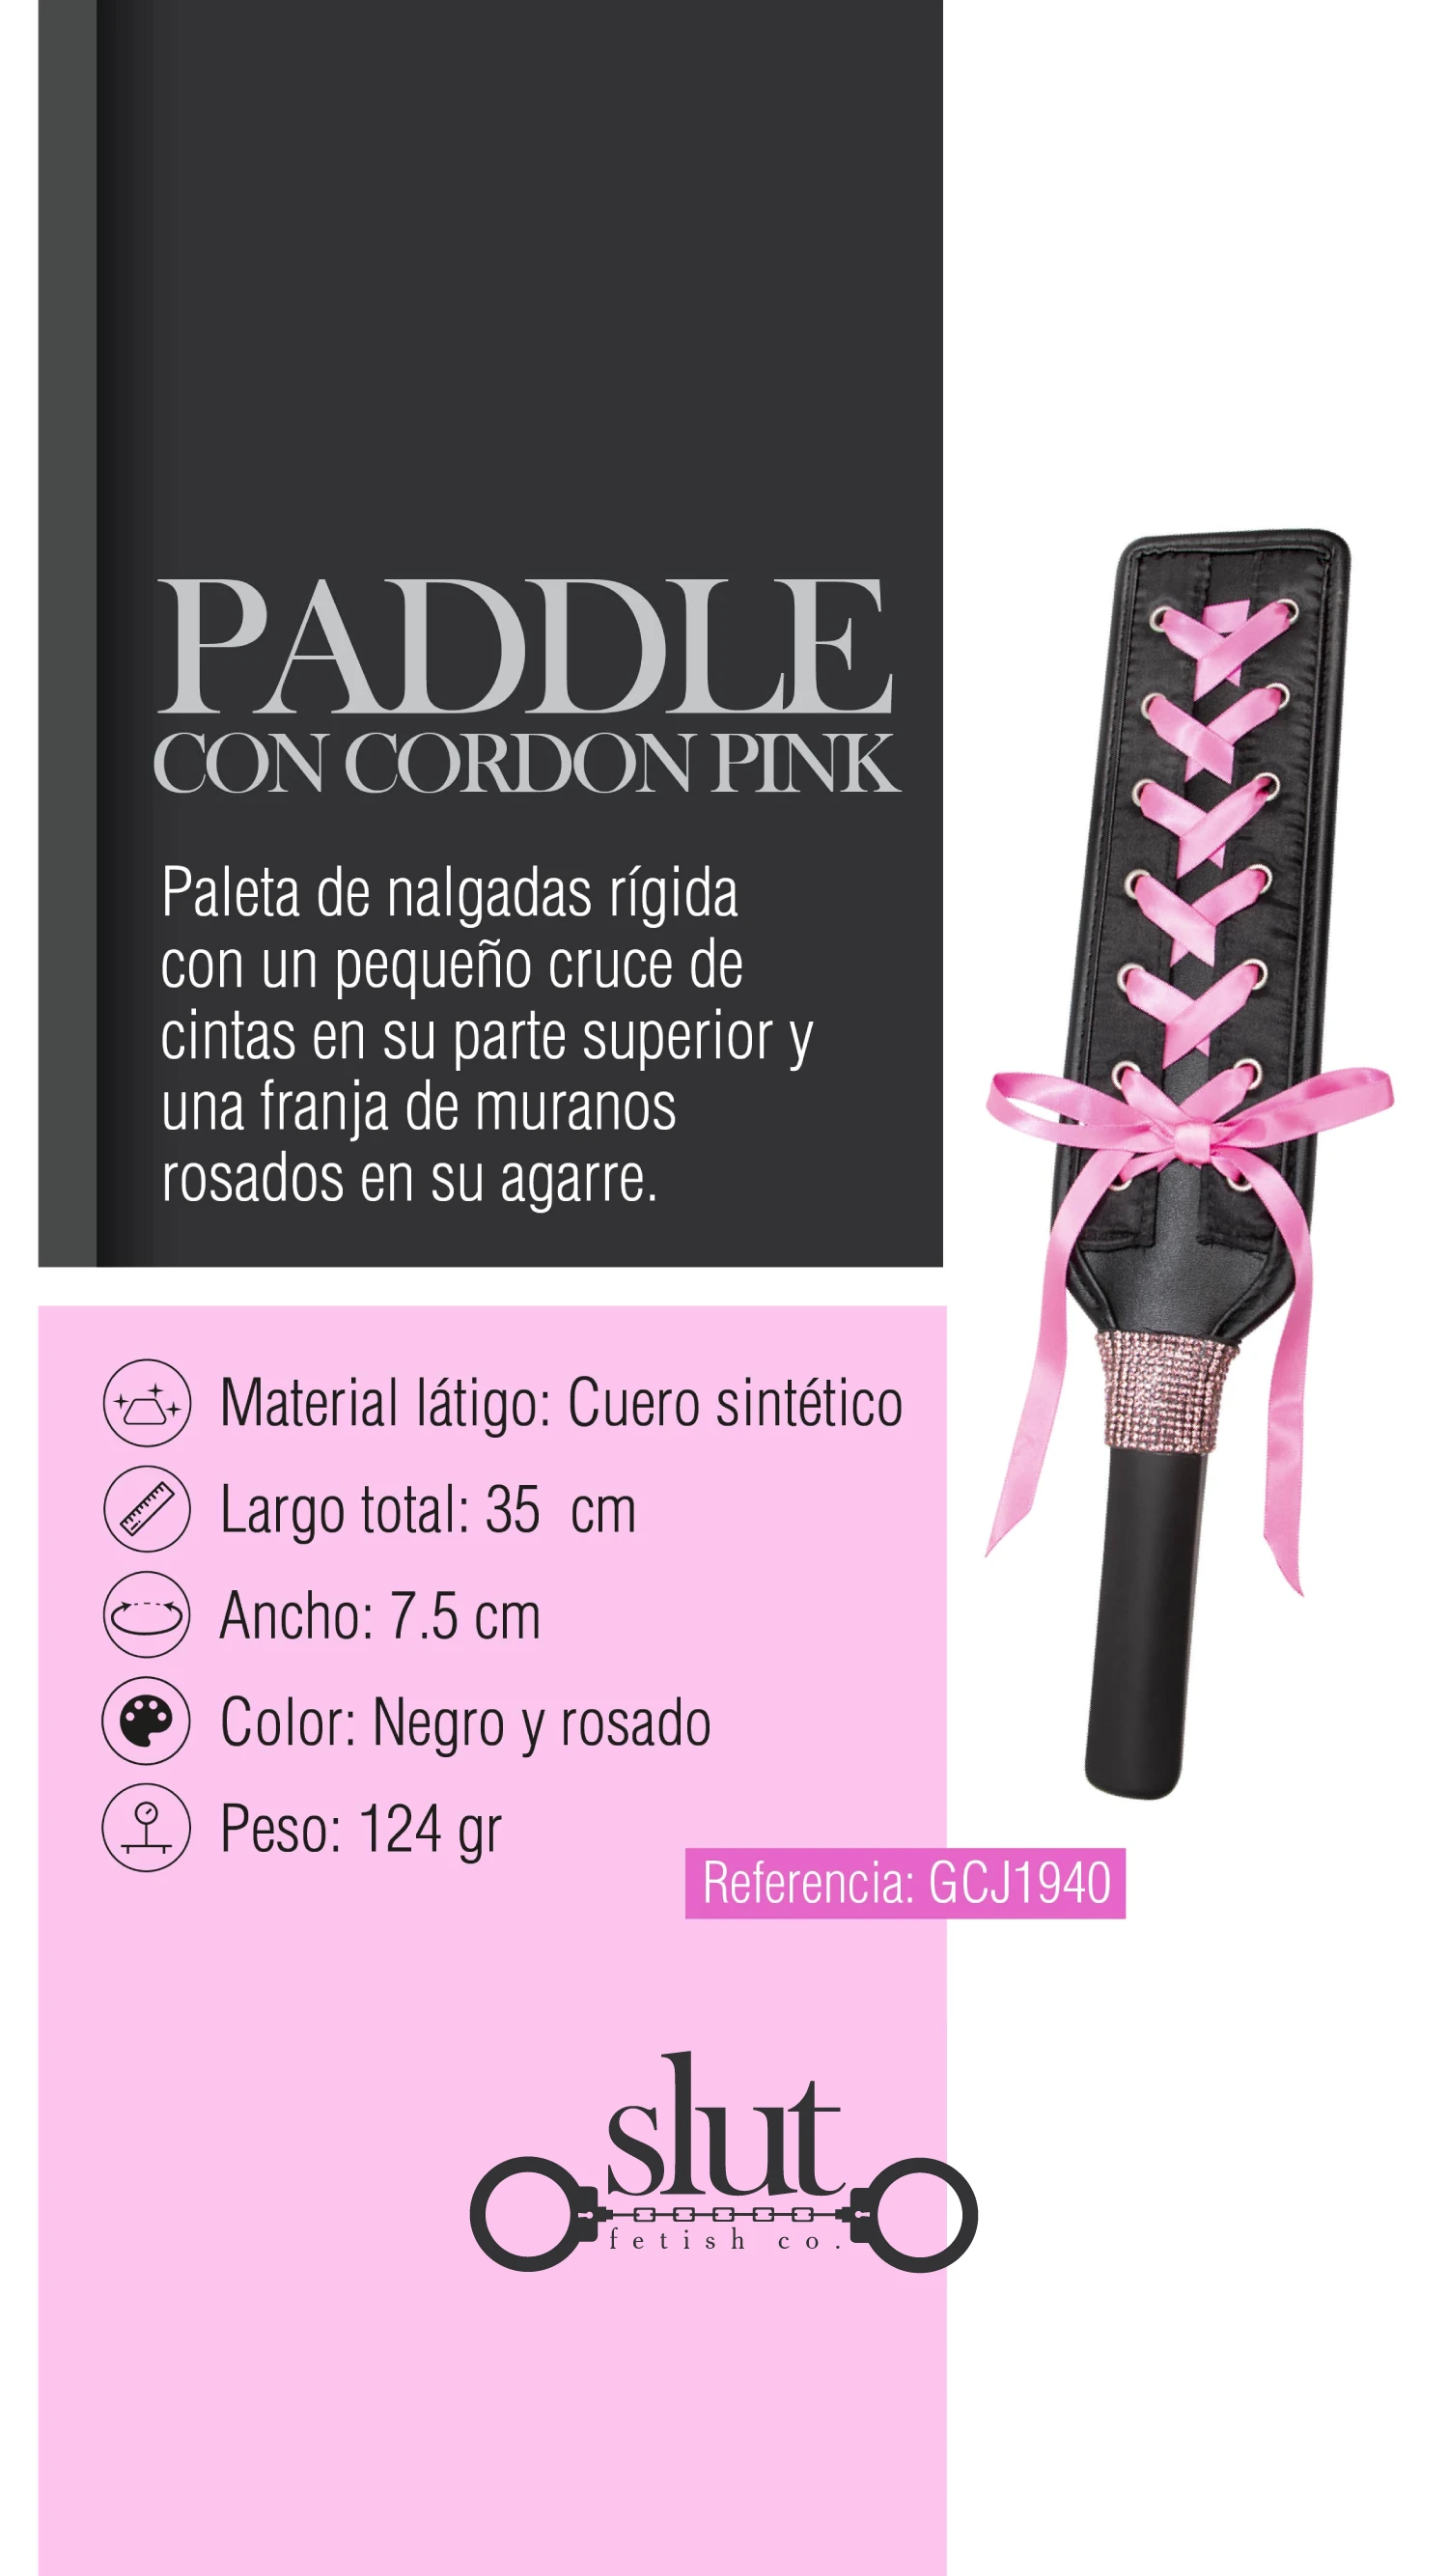 PADDLE
CON CORDON PINK
Paleta de nalgadas rígida
con un pequeño cruce de
cintas en su parte superior y
una franja de muranos
rosados en su agarre.
Material látigo: Cuero sintético
Largo total: 35 cm
Ancho: 7.5 cm
Color: Negro y rosado
Peso: 124 gr
Referencia: GCJ1940
slut
fetish co.